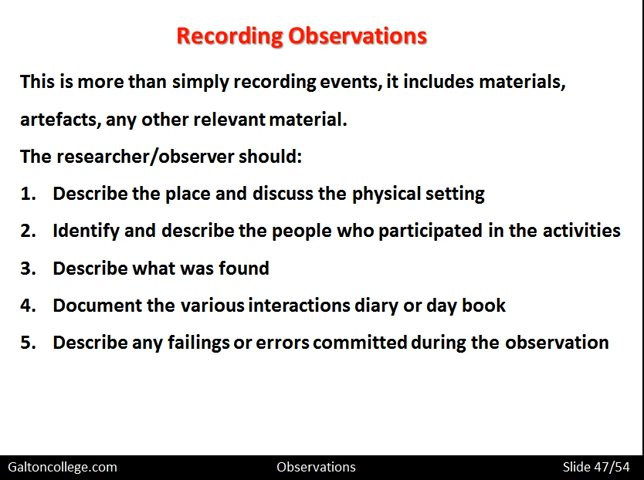 Recording Observations
This is more than simply recording events, it includes materials,
artefacts, any other relevant material.
The researcher/observer should:
1. Describe the place and discuss the physical setting
2. Identify and describe the people who participated in the activities
3. Describe what was found
4. Document the various interactions diary or day book
5. Describe any failings or errors committed during the observation
Galtoncollege.com Observations Slide 47/54